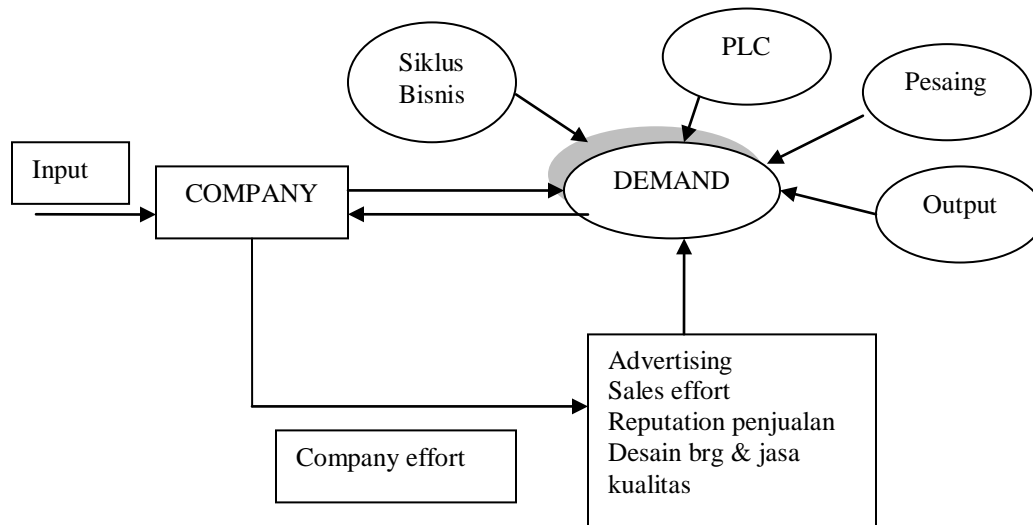 Siklus
Bisnis
PLC
Pesaing
Input
COMPANY
DEMAND
Output
Advertising
Sales effort
Reputation penjualan
Desain brg & jasa
kualitas
Company effort